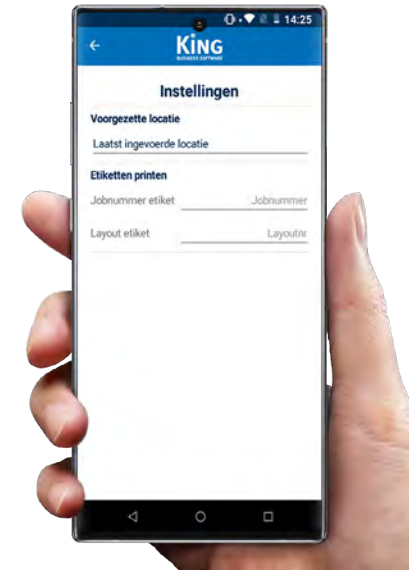 14:25
KING
BUSINESS SOFTWARE
Instellingen
Voorgezette locatie
Laatst ingevoerde locatie
Etiketten printen
Jobnummer etiket Jobnummer
Layout etiket Layoutnr